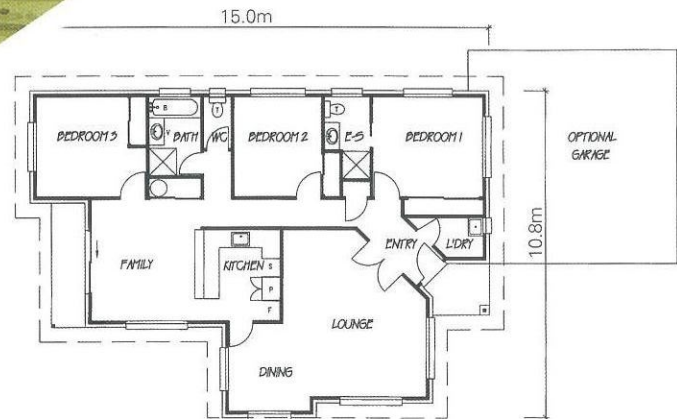 15.0m
BEDROOM 3
B
V
BATH
T
WC
BEDROOM 2
T
E-S
BEDROOM 1
OPTIONAL
GARAGE
10.8m
ENTRY
L'DRY
FAMILY
KITCHEN
S
P
F
LOUNGE
DINING